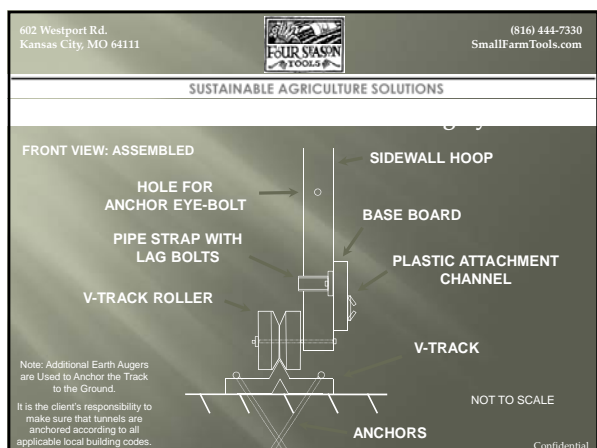 602 Westport Rd.
Kansas City, MO 64111
FOUR SEASON
TOOLS
(816) 444-7330
SmallFarmTools.com
SUSTAINABLE AGRICULTURE SOLUTIONS
FRONT VIEW: ASSEMBLED
SIDEWALL HOOP
HOLE FOR
ANCHOR EYE-BOLT
BASE BOARD
PIPE STRAP WITH
LAG BOLTS
PLASTIC ATTACHMENT
CHANNEL
V-TRACK ROLLER
V-TRACK
Note: Additional Earth Augers
are Used to Anchor the Track
to the Ground.
NOT TO SCALE
It is the client's responsibility to
make sure that tunnels are
anchored according to all
applicable local building codes.
ANCHORS
Confidential